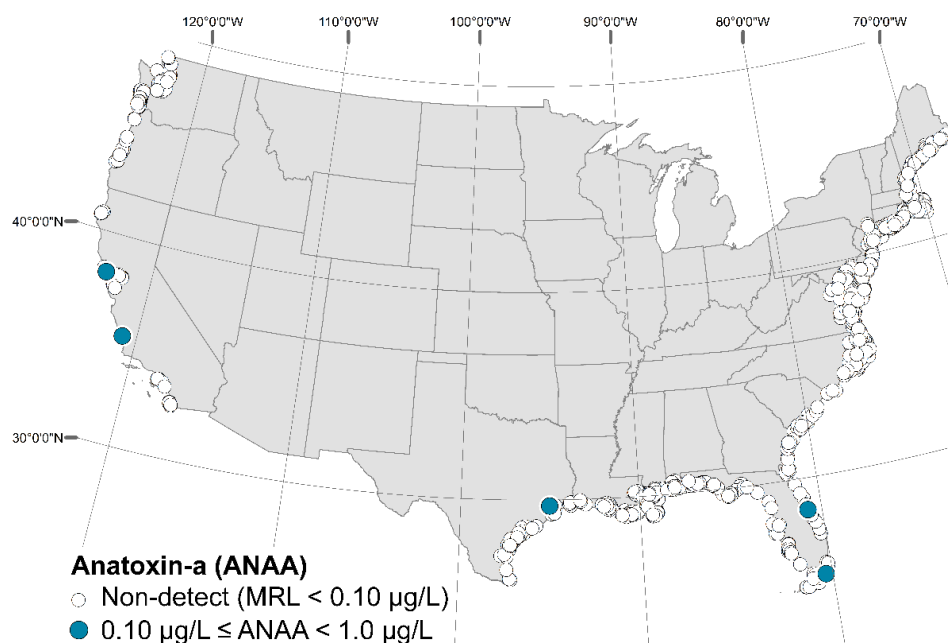 120°0'0"W 110°0'0"W 100°0'0"W 90°0'0"W 80°0'0"W 70°0'0"W
40°0'0"N
30°0'0"N
Anatoxin-a (ANAA)
Non-detect (MRL < 0.10 µg/L)
0.10 µg/L ≤ ANAA < 1.0 µg/L